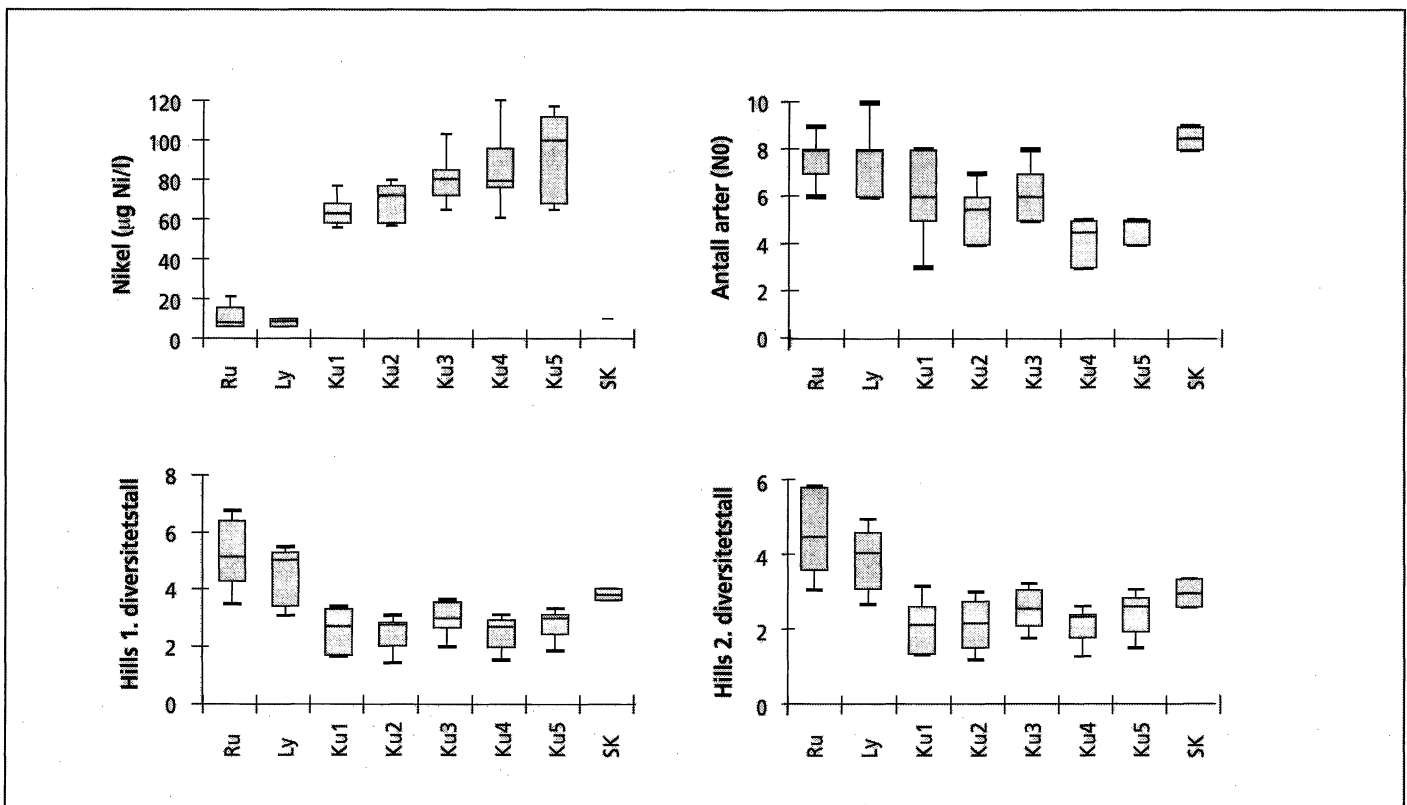 Nikel (µg Ni/l)
120
100
80
60
40
20
0
Ru Ly Ku1 Ku2 Ku3 Ku4 Ku5 SK
Antall arter (N0)
10
8
6
4
2
0
Ru Ly Ku1 Ku2 Ku3 Ku4 Ku5 SK
Hills 1. diversitetstall
8
6
4
2
0
Ru Ly Ku1 Ku2 Ku3 Ku4 Ku5 SK
Hills 2. diversitetstall
6
4
2
0
Ru Ly Ku1 Ku2 Ku3 Ku4 Ku5 SK